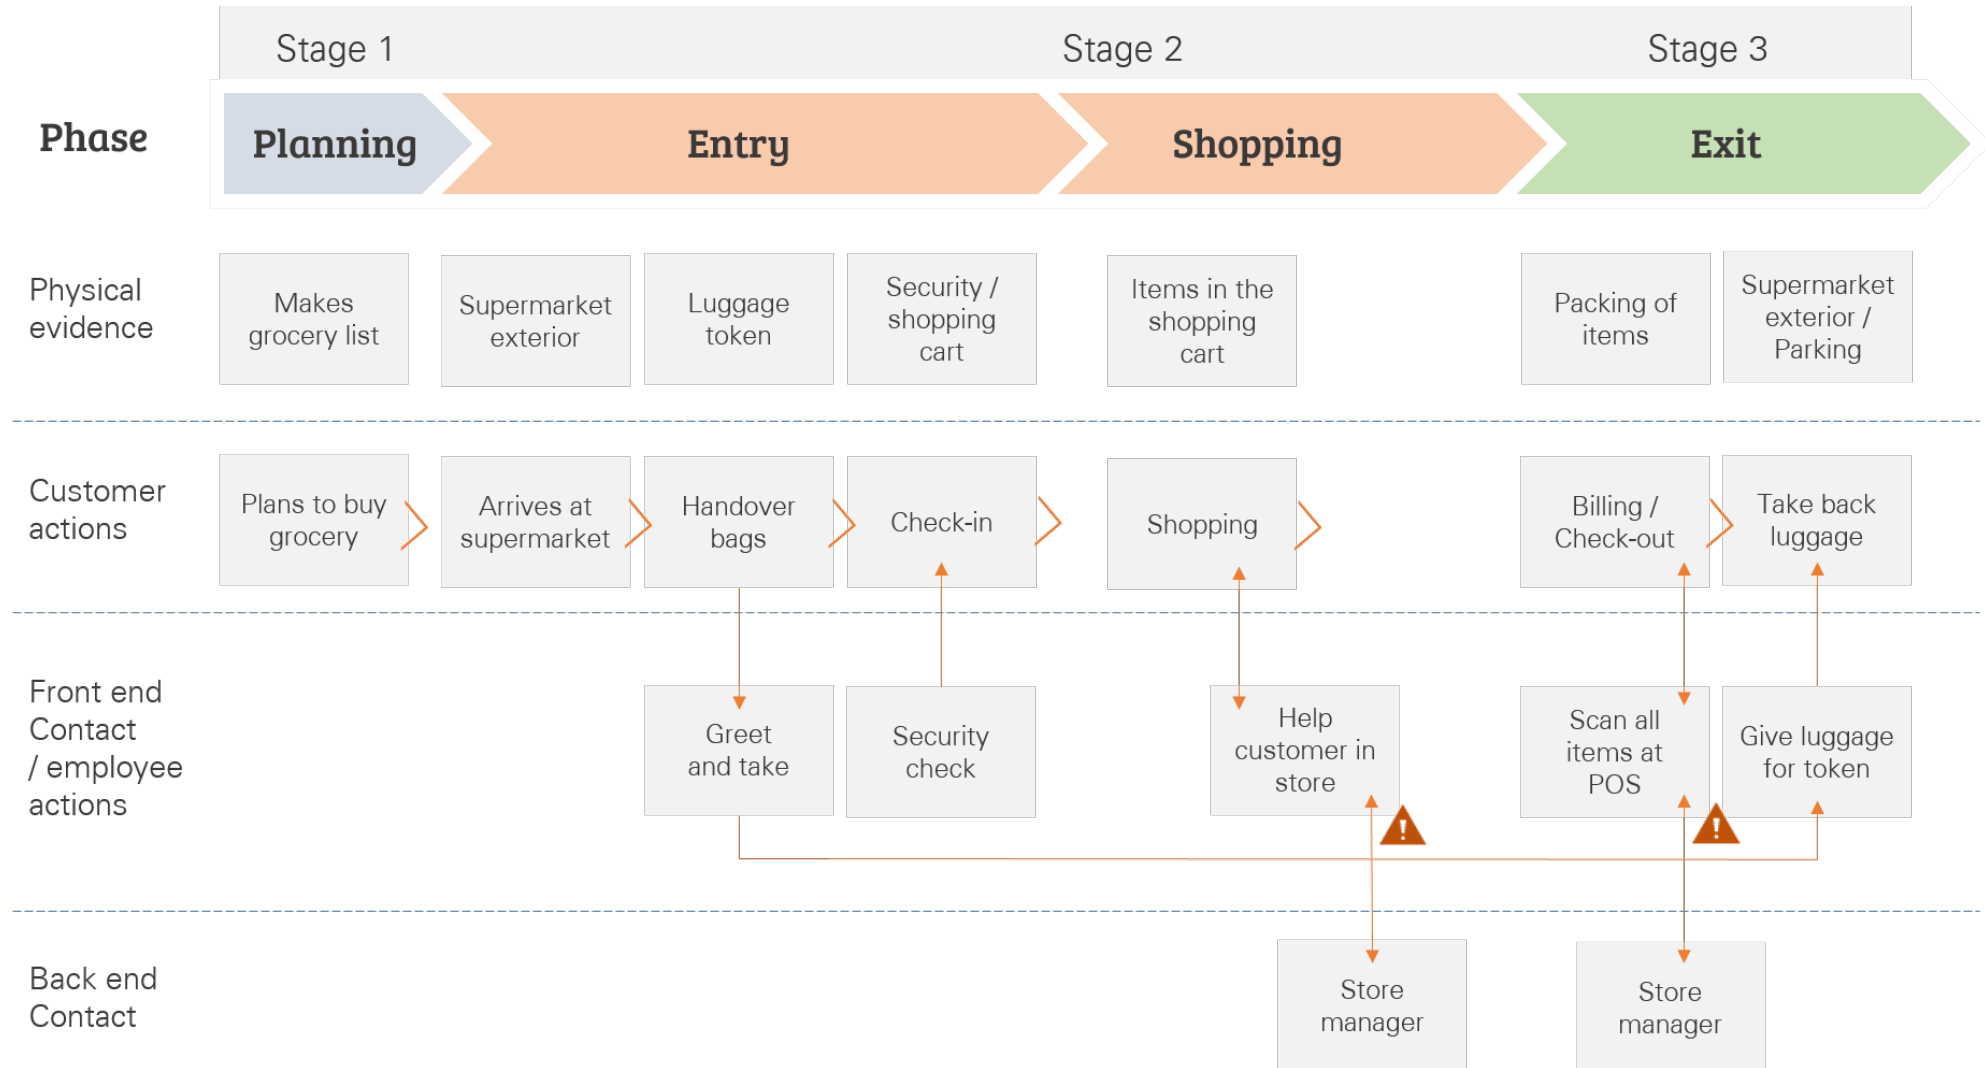 Stage 1
Stage 2
Stage 3
Phase
Planning
Entry
Shopping
Exit
Physical
evidence
Makes
grocery list
Supermarket
exterior
Luggage
token
Security /
shopping
cart
Items in the
shopping
cart
Packing of
items
Supermarket
exterior /
Parking
Customer
actions
Plans to buy
grocery
Arrives at
supermarket
Handover
bags
Check-in
Shopping
Billing /
Check-out
Take back
luggage
Front end
Contact
/ employee
actions
Greet
and take
Security
check
Help
customer in
store
Scan all
items at
POS
Give luggage
for token
!
!
Back end
Contact
Store
manager
Store
manager